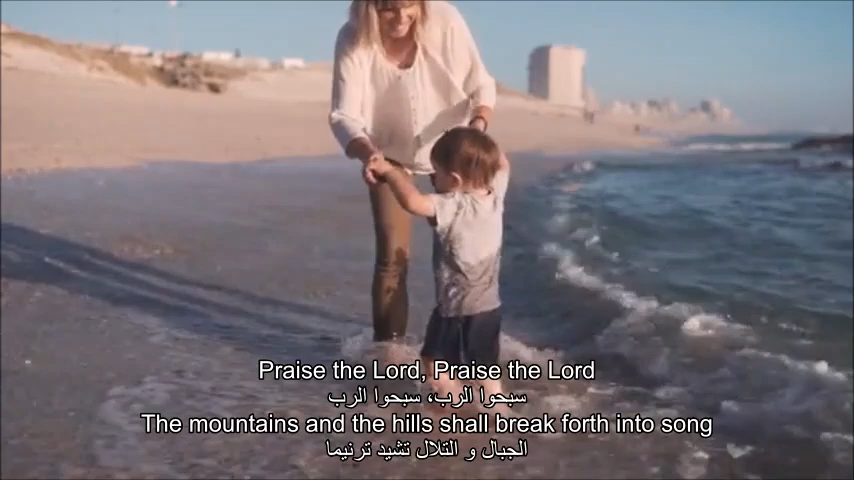 Praise the Lord, Praise the Lord
سبحوا الرب، سبحوا الرب
The mountains and the hills shall break forth into song
الجبال و التلال تشيد ترنيما